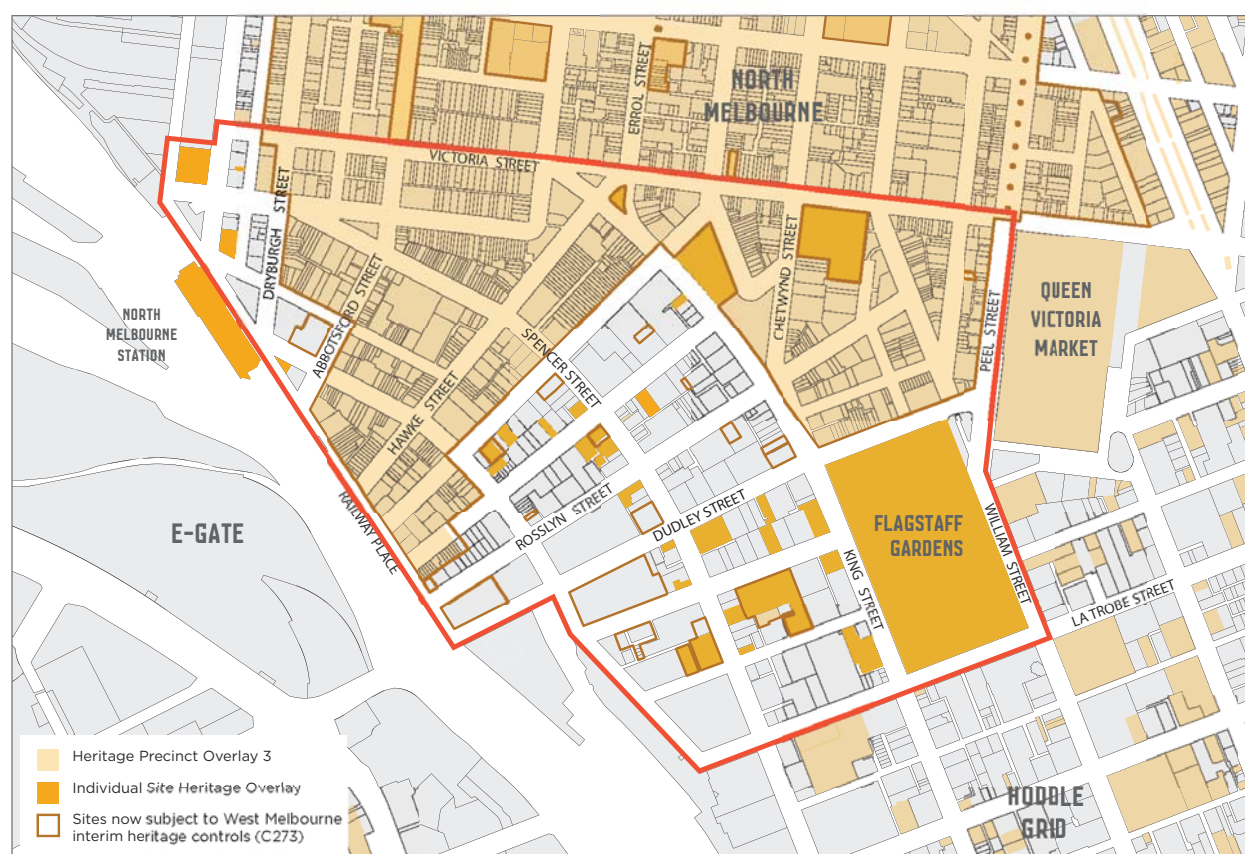 NORTH
MELBOURNE
ERROL STREET
VICTORIA STREET
DRYBURGH STREET
ABBOTSFORD STREET
CHETWYND STREET
PEEL STREET
QUEEN
VICTORIA
MARKET
NORTH
MELBOURNE
STATION
SPENCER STREET
HAWKE STREET
RAILWAY PLACE
ROSSLYN STREET
DUDLEY STREET
E-GATE
FLAGSTAFF
GARDENS
KING STREET
WILLIAM STREET
LA TROBE STREET
HODDLE
GRID
Heritage Precinct Overlay 3
Individual Site Heritage Overlay
Sites now subject to West Melbourne
interim heritage controls (C273)